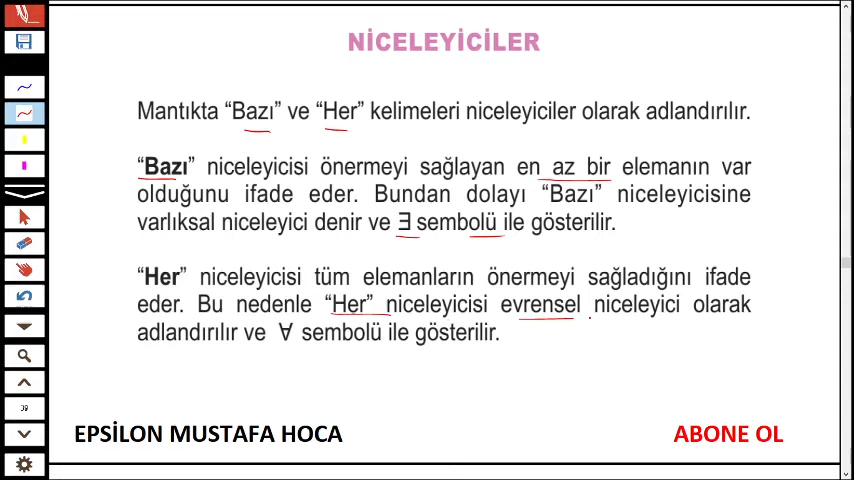 NİCELEYİCİLER
Mantıkta “Bazı” ve “Her” kelimeleri niceleyiciler olarak adlandırılır.
“Bazı” niceleyicisi önermeyi sağlayan en az bir elemanın var
olduğunu ifade eder. Bundan dolayı “Bazı” niceleyicisine
varlıksal niceleyici denir ve ∃ sembolü ile gösterilir.
“Her” niceleyicisi tüm elemanların önermeyi sağladığını ifade
eder. Bu nedenle “Her” niceleyicisi evrensel niceleyici olarak
adlandırılır ve ∀ sembolü ile gösterilir.
EPSİLON MUSTAFA HOCA
ABONE OL